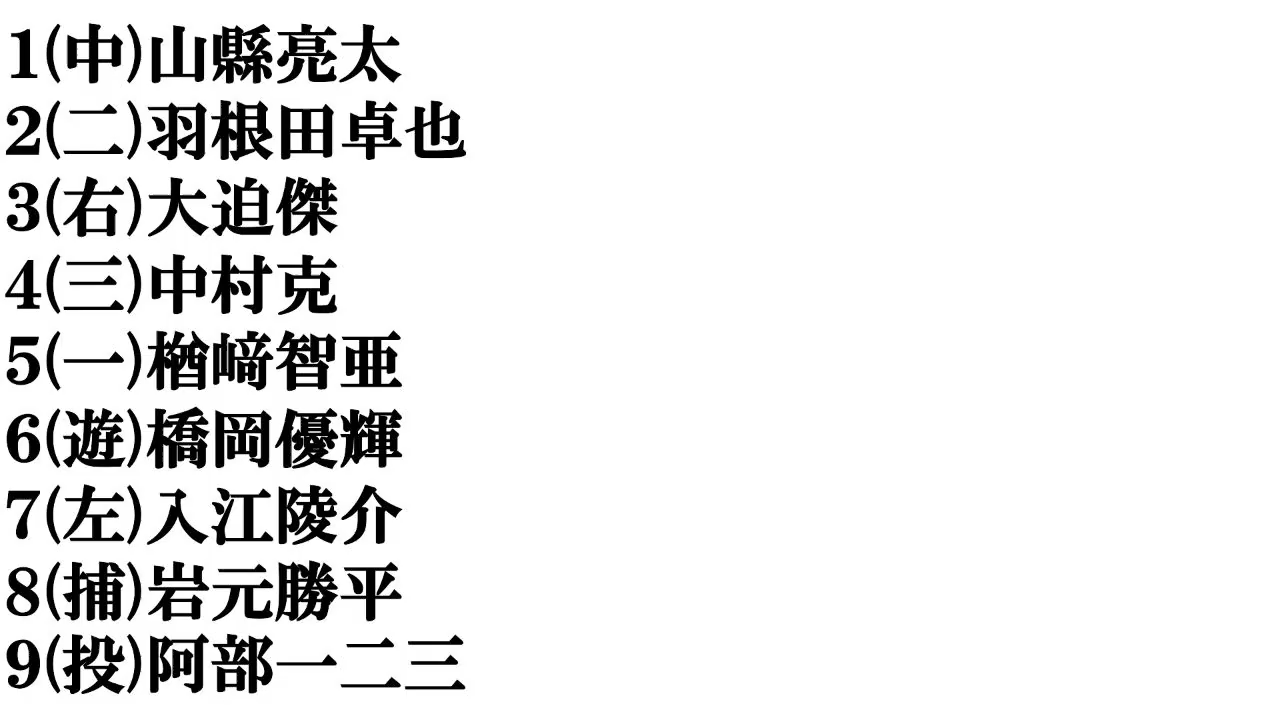 1(中)山縣亮太
2(二)羽根田卓也
3(右)大迫傑
4(三)中村克
5(一)楢﨑智亜
6(遊)橋岡優輝
7(左)入江陵介
8(捕)岩元勝平
9(投)阿部一二三